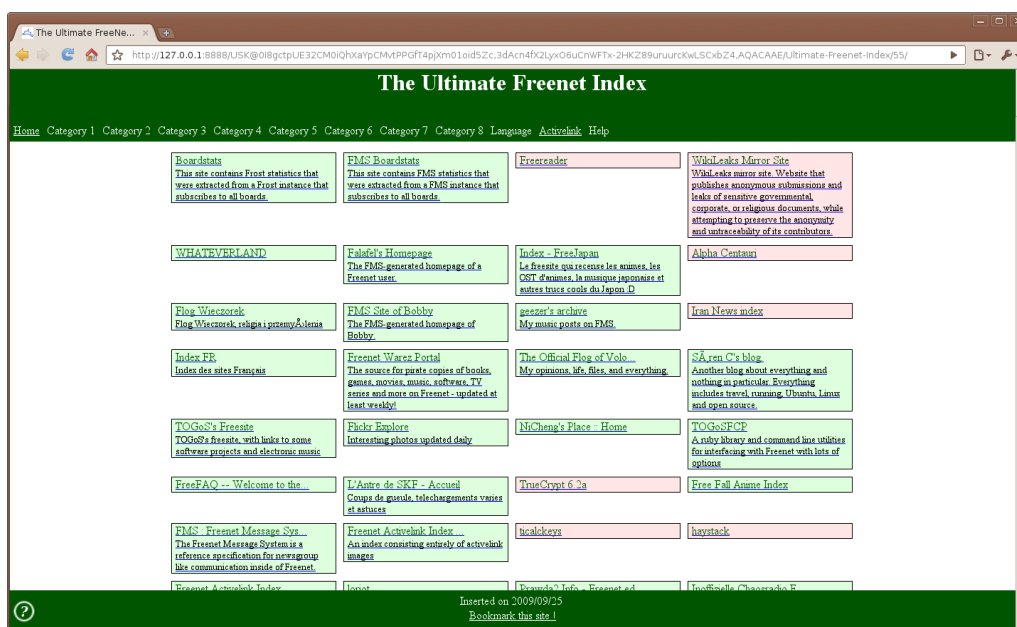 The Ultimate FreeNe...
http://127.0.0.1:8888/USK@0I8gctpUE32CM0iQhXaYpCMvtPPGfT4pjXm01oid5Zc,3dAcn4fX2LyxO6uCnWFTx-2HKZ89uruurcKwLSCxbZ4,AQACAAE/Ultimate-Freenet-Index/55/
The Ultimate Freenet Index
Home Category 1 Category 2 Category 3 Category 4 Category 5 Category 6 Category 7 Category 8 Language Activelink Help
Boardstats
This site contains Frost statistics that
were extracted from a Frost instance that
subscribes to all boards.
FMS Boardstats
This site contains FMS statistics that
were extracted from a FMS instance that
subscribes to all boards.
Freereader
WikiLeaks Mirror Site
WikiLeaks mirror site. Website that
publishes anonymous submissions and
leaks of sensitive governmental,
corporate, or religious documents, while
attempting to preserve the anonymity
and untraceability of its contributors.
WHATEVERLAND
Falafel's Homepage
The FMS-generated homepage of a
Freenet user.
Index - FreeJapan
Le freesite qui recense les animes, les
OST d'animes, la musique japonaise et
autres trucs cools du Japon :D
Alpha Centauri
Flog Wieczorek
Flog Wieczorek, religia i przemyÅ›lenia
FMS Site of Bobby
The FMS-generated homepage of
Bobby.
geezer's archive
My music posts on FMS.
Iran News index
Index FR
Index des sites Français
Freenet Warez Portal
The source for pirate copies of books,
games, movies, music, software, TV
series and more on Freenet - updated at
least weekly!
The Official Flog of Volo...
My opinions, life, files, and everything.
SÃ¸ren C's blog
Another blog about everything and
nothing in particular. Everything
includes travel, running, Ubuntu, Linux
and open source.
TOGoS's Freesite
TOGoS's freesite, with links to some
software projects and electronic music
Flickr Explore
Interesting photos updated daily
NiCheng's Place :: Home
TOGoSFCP
A ruby library and command line utilities
for interfacing with Freenet with lots of
options
FreeFAQ -- Welcome to the...
L'Antre de SKF - Accueil
Coups de gueule, telechargements varies
et astuces
TrueCrypt 6.2a
Free Fall Anime Index
FMS : Freenet Message Sys...
The Freenet Message System is a
reference specification for newsgroup
like communication inside of Freenet.
Freenet Activelink Index ...
An index consisting entirely of activelink
images
ticalckeys
haystack
Freenet Activelink Index
loriot
Prawda2 Info - Freenet ed
Inoffizielle Chaosradio F
Inserted on 2009/09/25
Bookmark this site !